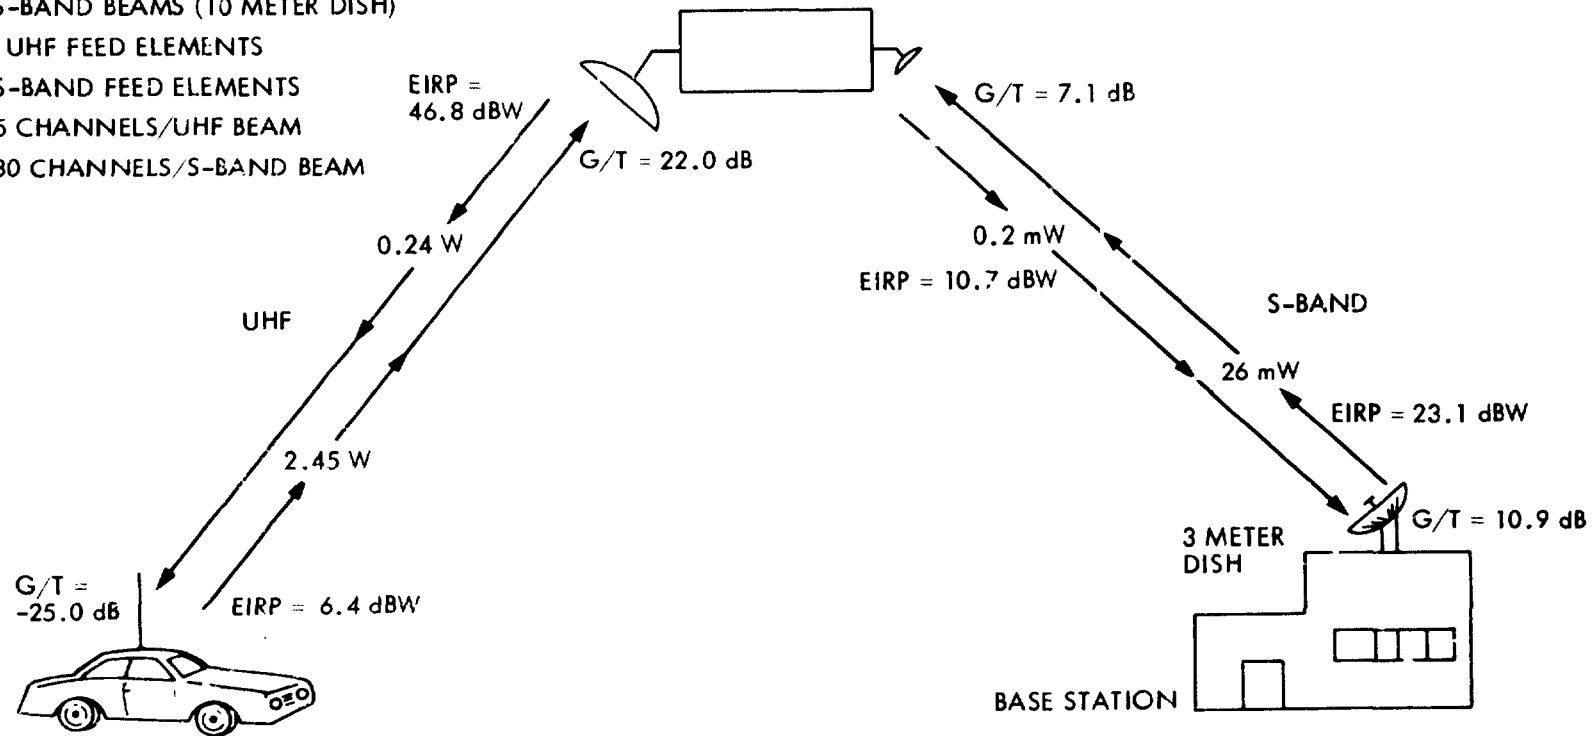 -BAND BEAMS (10 METER DISH)
UHF FEED ELEMENTS
-BAND FEED ELEMENTS
CHANNELS/UHF BEAM
CHANNELS/S-BAND BEAM
EIRP =
46.8 dBW
G/T = 22.0 dB
G/T = 7.1 dB
0.24 W
0.2 mW
EIRP = 10.7 dBW
UHF
S-BAND
26 mW
EIRP = 23.1 dBW
2.45 W
G/T = 10.9 dB
3 METER
DISH
G/T =
-25.0 dB
EIRP = 6.4 dBW
BASE STATION